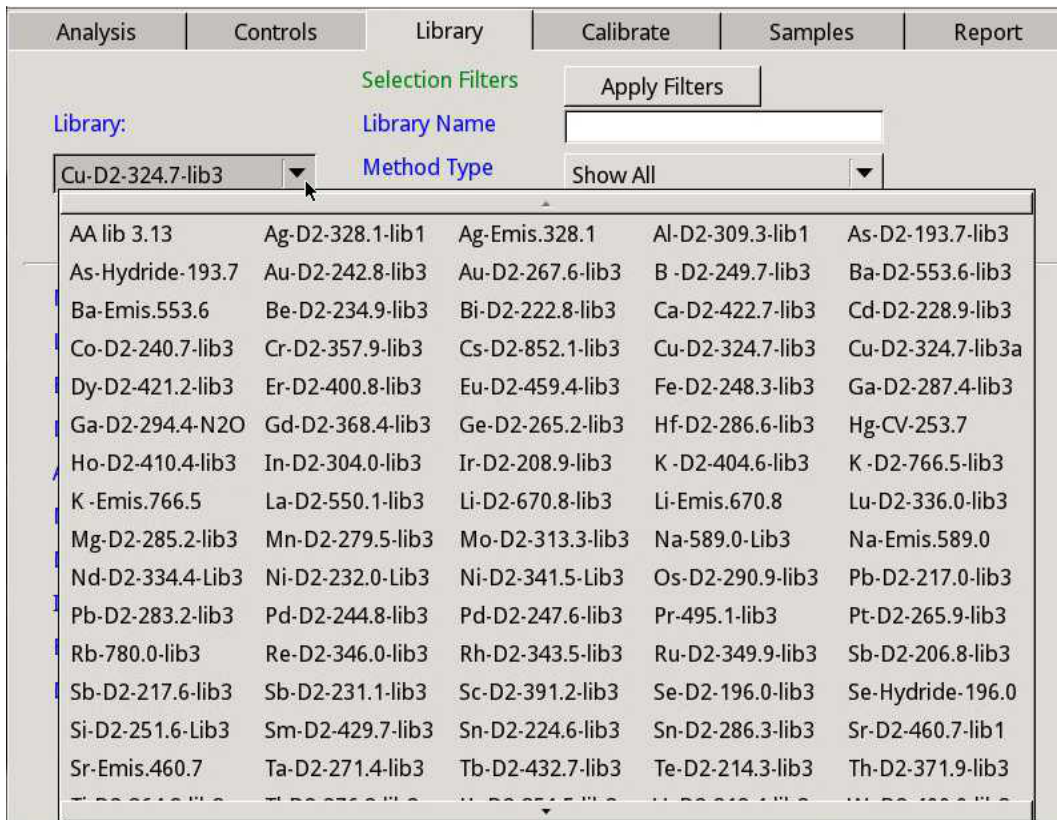 Analysis Controls Library Calibrate Samples Report
Selection Filters Apply Filters
Library: Library Name
Cu-D2-324.7-lib3 Method Type Show All
AA lib 3.13 Ag-D2-328.1-lib1 Ag-Emis.328.1 Al-D2-309.3-lib1 As-D2-193.7-lib3
As-Hydride-193.7 Au-D2-242.8-lib3 Au-D2-267.6-lib3 B -D2-249.7-lib3 Ba-D2-553.6-lib3
Ba-Emis.553.6 Be-D2-234.9-lib3 Bi-D2-222.8-lib3 Ca-D2-422.7-lib3 Cd-D2-228.9-lib3
Co-D2-240.7-lib3 Cr-D2-357.9-lib3 Cs-D2-852.1-lib3 Cu-D2-324.7-lib3 Cu-D2-324.7-lib3a
Dy-D2-421.2-lib3 Er-D2-400.8-lib3 Eu-D2-459.4-lib3 Fe-D2-248.3-lib3 Ga-D2-287.4-lib3
Ga-D2-294.4-N2O Gd-D2-368.4-lib3 Ge-D2-265.2-lib3 Hf-D2-286.6-lib3 Hg-CV-253.7
Ho-D2-410.4-lib3 In-D2-304.0-lib3 Ir-D2-208.9-lib3 K -D2-404.6-lib3 K -D2-766.5-lib3
K -Emis.766.5 La-D2-550.1-lib3 Li-D2-670.8-lib3 Li-Emis.670.8 Lu-D2-336.0-lib3
Mg-D2-285.2-lib3 Mn-D2-279.5-lib3 Mo-D2-313.3-lib3 Na-589.0-Lib3 Na-Emis.589.0
Nd-D2-334.4-Lib3 Ni-D2-232.0-Lib3 Ni-D2-341.5-Lib3 Os-D2-290.9-lib3 Pb-D2-217.0-lib3
Pb-D2-283.2-lib3 Pd-D2-244.8-lib3 Pd-D2-247.6-lib3 Pr-495.1-lib3 Pt-D2-265.9-lib3
Rb-780.0-lib3 Re-D2-346.0-lib3 Rh-D2-343.5-lib3 Ru-D2-349.9-lib3 Sb-D2-206.8-lib3
Sb-D2-217.6-lib3 Sb-D2-231.1-lib3 Sc-D2-391.2-lib3 Se-D2-196.0-lib3 Se-Hydride-196.0
Si-D2-251.6-Lib3 Sm-D2-429.7-lib3 Sn-D2-224.6-lib3 Sn-D2-286.3-lib3 Sr-D2-460.7-lib1
Sr-Emis.460.7 Ta-D2-271.4-lib3 Tb-D2-432.7-lib3 Te-D2-214.3-lib3 Th-D2-371.9-lib3